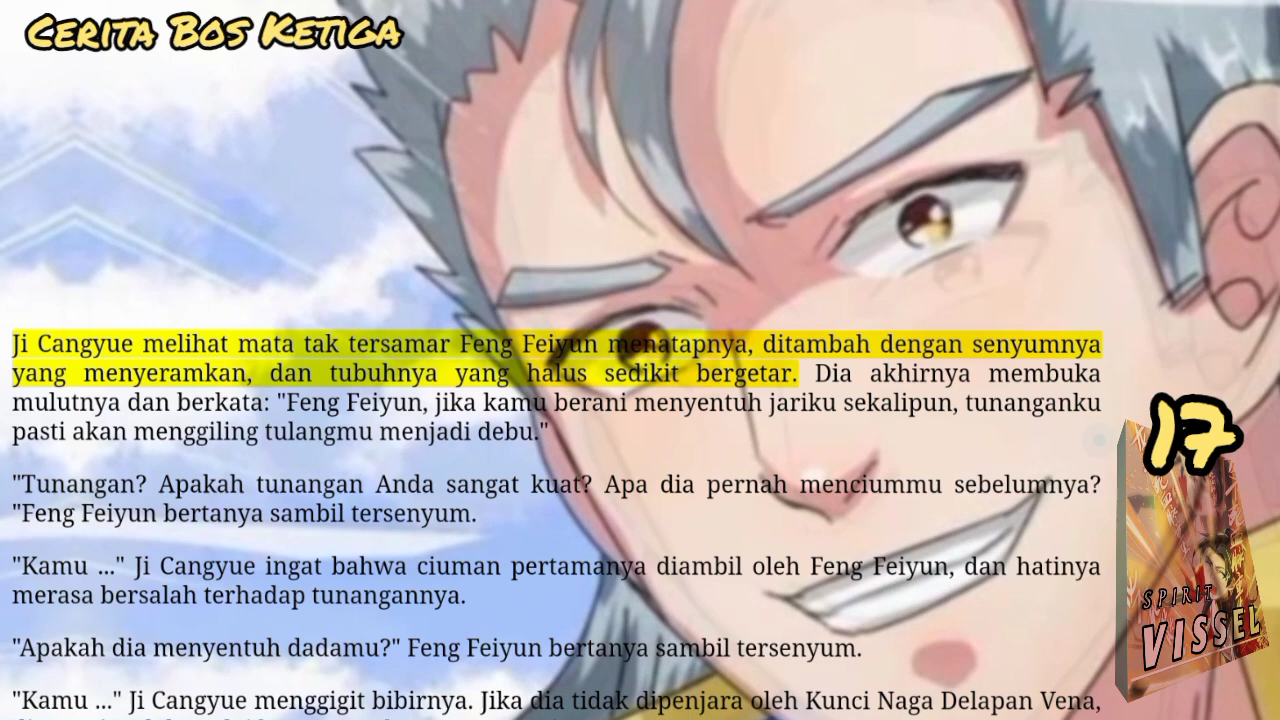 Cerita Bos Ketiga
Ji Cangyue melihat mata tak tersamar Feng Feiyun menatapnya, ditambah dengan senyumnya
yang menyeramkan, dan tubuhnya yang halus sedikit bergetar. Dia akhirnya membuka
mulutnya dan berkata: "Feng Feiyun, jika kamu berani menyentuh jariku sekalipun, tunanganku
pasti akan menggiling tulangmu menjadi debu."
"Tunangan? Apakah tunangan Anda sangat kuat? Apa dia pernah menciummu sebelumnya?
"Feng Feiyun bertanya sambil tersenyum.
"Kamu ..." Ji Cangyue ingat bahwa ciuman pertamanya diambil oleh Feng Feiyun, dan hatinya
merasa bersalah terhadap tunangannya.
"Apakah dia menyentuh dadamu?" Feng Feiyun bertanya sambil tersenyum.
"Kamu ..." Ji Cangyue menggigit bibirnya. Jika dia tidak dipenjara oleh Kunci Naga Delapan Vena,
17
SPIRIT
VISSEL